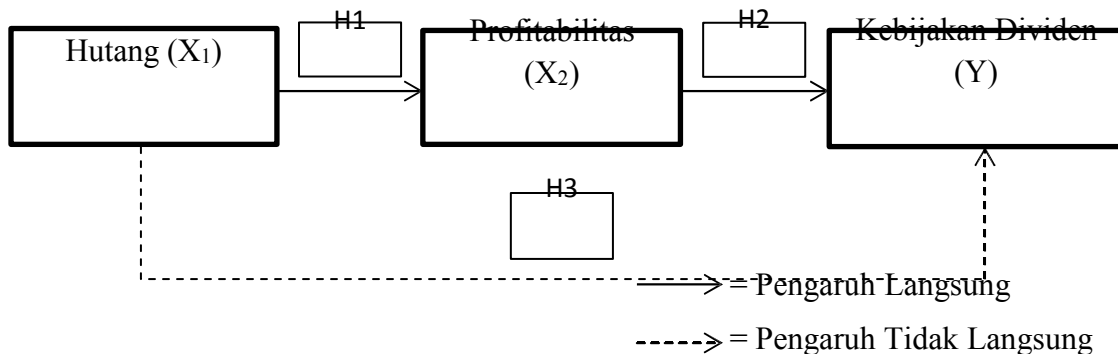 H1
H2
Hutang (X₁)
Profitabilitas
(X₂)
Kebijakan Dividen
(Y)
H3
= Pengaruh Langsung
= Pengaruh Tidak Langsung